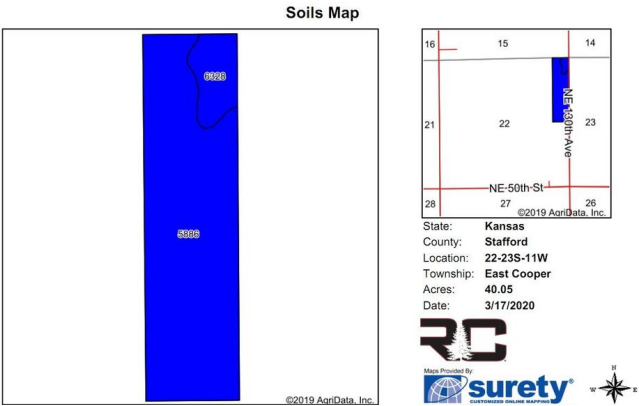 Soils Map
6328
5886
©2019 AgriData, Inc.
16 15 14
21 22 23
NE 130th Ave
NE 50th St
28 27 26
©2019 AgriData, Inc.
State: Kansas
County: Stafford
Location: 22-23S-11W
Township: East Cooper
Acres: 40.05
Date: 3/17/2020
RC
Maps Provided By:
surety®
CUSTOMIZED ONLINE MAPPING
N
W E
S